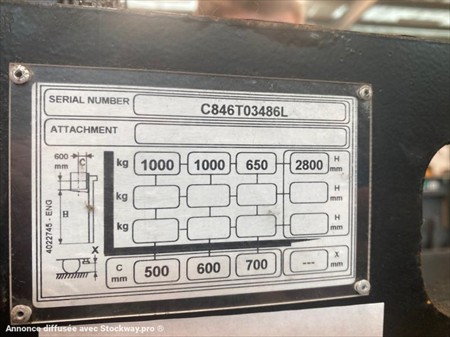 SERIAL NUMBER C846T03486L
ATTACHMENT
600 mm C kg 1000 1000 650 2800 H mm
kg H mm
H
kg H mm
4022745 - ENG
X
C mm 500 600 700 --- X mm
Annonce diffusée avec Stockway.pro ®